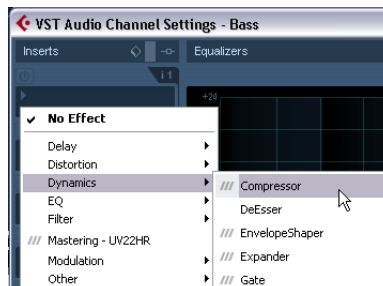 VST Audio Channel Settings - Bass
Inserts
Equalizers
i1
+24
No Effect
Delay
Distortion
Dynamics
EQ
Filter
Mastering - UV22HR
Modulation
Other
Compressor
DeEsser
EnvelopeShaper
Expander
Gate